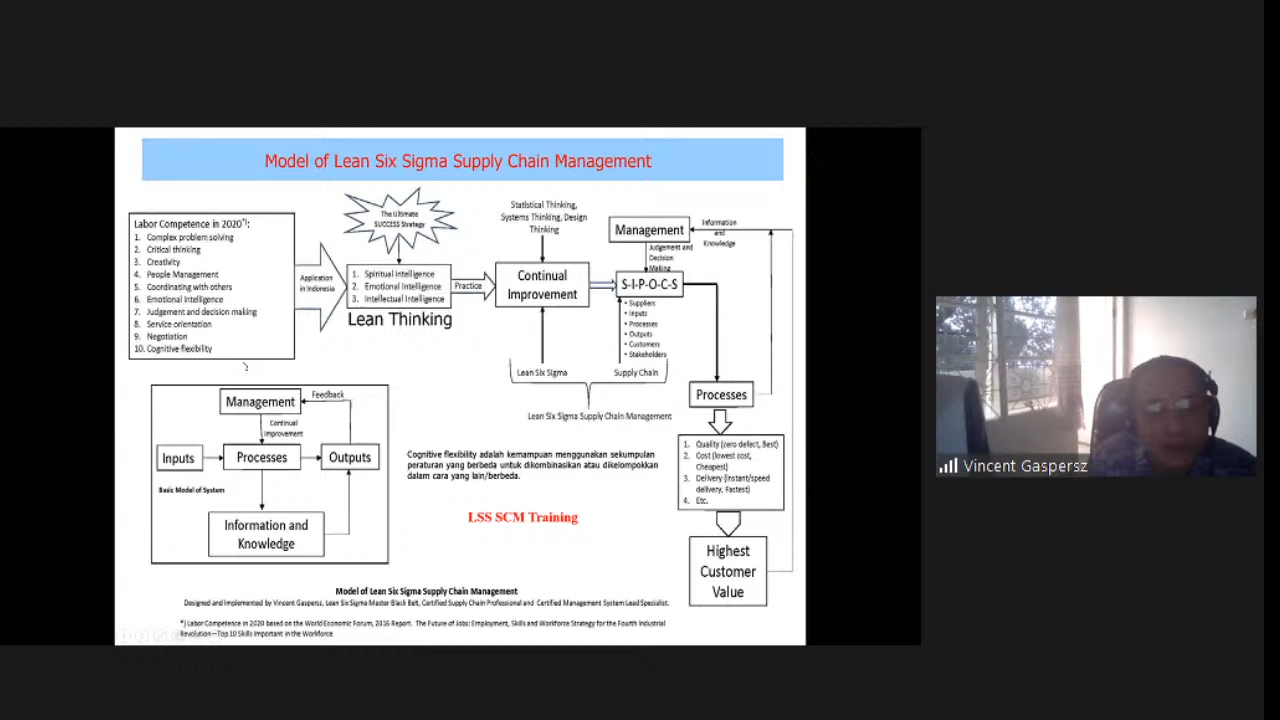 Model of Lean Six Sigma Supply Chain Management
Labor Competence in 2020*):
1. Complex problem solving
2. Critical thinking
3. Creativity
4. People Management
5. Coordinating with others
6. Emotional Intelligence
7. Judgement and decision making
8. Service orientation
9. Negotiation
10. Cognitive flexibility
Application
in Indonesia
The Ultimate
SUCCESS Strategy
1. Spiritual Intelligence
2. Emotional Intelligence
3. Intellectual Intelligence
Lean Thinking
Practice
Statistical Thinking,
Systems Thinking, Design
Thinking
Continual
Improvement
Management
Information
and
Knowledge
Judgement and
Decision
Making
S-I-P-O-C-S
• Suppliers
• Inputs
• Processes
• Outputs
• Customers
• Stakeholders
Lean Six Sigma
Supply Chain
Lean Six Sigma Supply Chain Management
Processes
1. Quality (zero defect, Best)
2. Cost (lowest cost,
Cheapest)
3. Delivery (instant/speed
delivery, Fastest)
4. Etc.
Highest
Customer
Value
Management
Feedback
Continual
Improvement
Inputs
Processes
Outputs
Basic Model of System
Information and
Knowledge
Cognitive flexibility adalah kemampuan menggunakan sekumpulan
peraturan yang berbeda untuk dikombinasikan atau dikelompokkan
dalam cara yang lain/berbeda.
LSS SCM Training
Model of Lean Six Sigma Supply Chain Management
Designed and Implemented by Vincent Gaspersz, Lean Six Sigma Master Black Belt, Certified Supply Chain Professional and Certified Management System Lead Specialist.
*) Labor Competence in 2020 based on the World Economic Forum, 2016 Report. The Future of Jobs: Employment, Skills and Workforce Strategy for the Fourth Industrial
Revolution—Top 10 Skills Important in the Workforce
Vincent Gaspersz